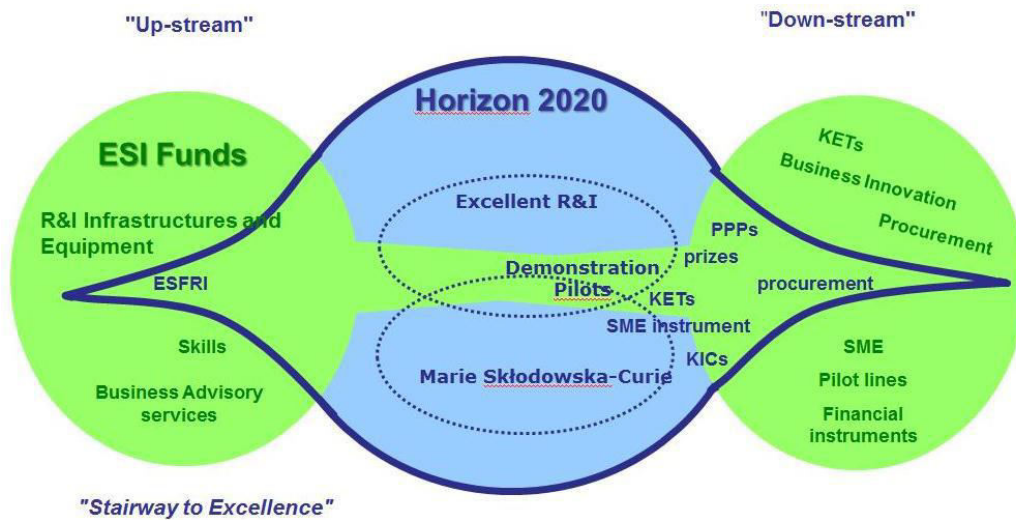 "Up-stream"
"Down-stream"
Horizon 2020
ESI Funds
R&I Infrastructures and
Equipment
ESFRI
Skills
Business Advisory
services
Excellent R&I
Demonstration
Pilots
Marie Skłodowska-Curie
PPPs
prizes
KETs
SME instrument
KICs
procurement
KETs
Business Innovation
Procurement
SME
Pilot lines
Financial
instruments
"Stairway to Excellence"